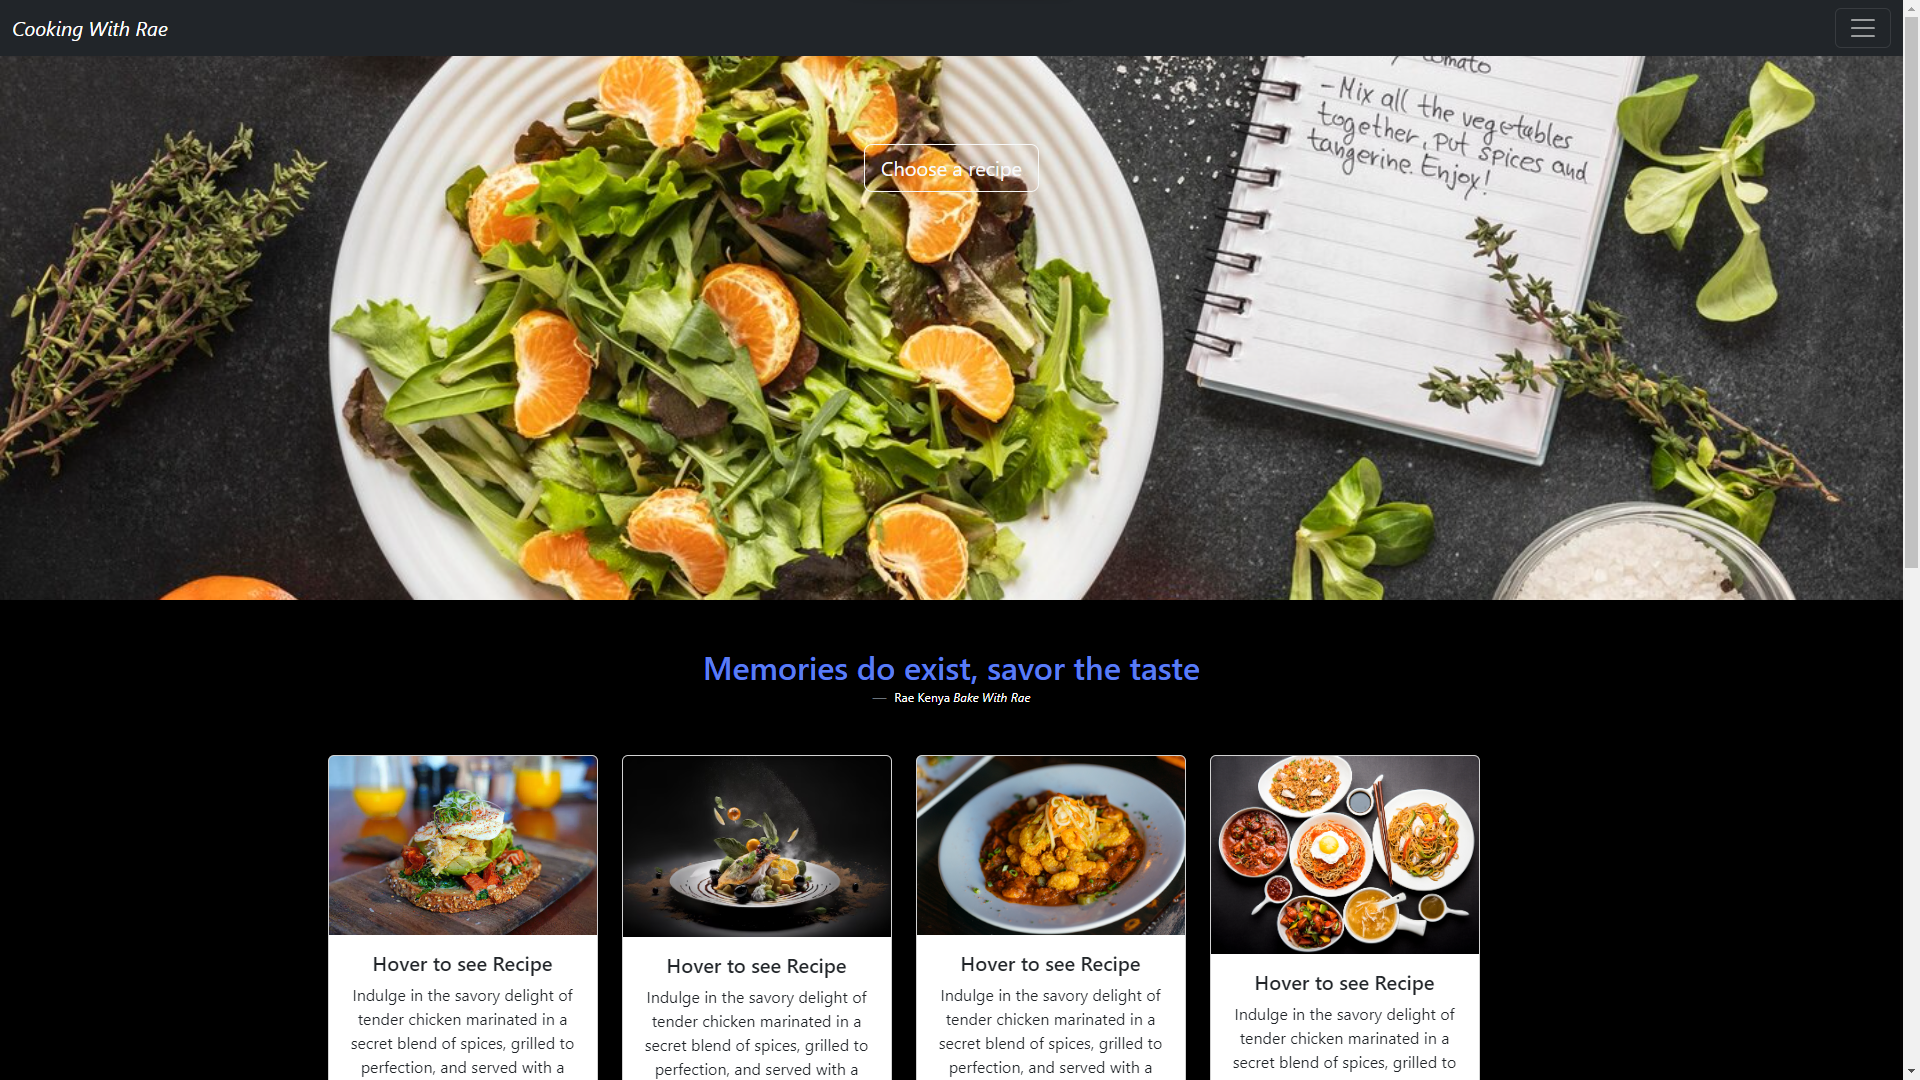 Cooking With Rae
tomato
- Mix all the vegetables
together, put spices and
tangerine. Enjoy!
Choose a recipe
Memories do exist, savor the taste
— Rae Kenya Bake With Rae
Hover to see Recipe
Indulge in the savory delight of
tender chicken marinated in a
secret blend of spices, grilled to
perfection, and served with a
Hover to see Recipe
Indulge in the savory delight of
tender chicken marinated in a
secret blend of spices, grilled to
perfection, and served with a
Hover to see Recipe
Indulge in the savory delight of
tender chicken marinated in a
secret blend of spices, grilled to
perfection, and served with a
Hover to see Recipe
Indulge in the savory delight of
tender chicken marinated in a
secret blend of spices, grilled to